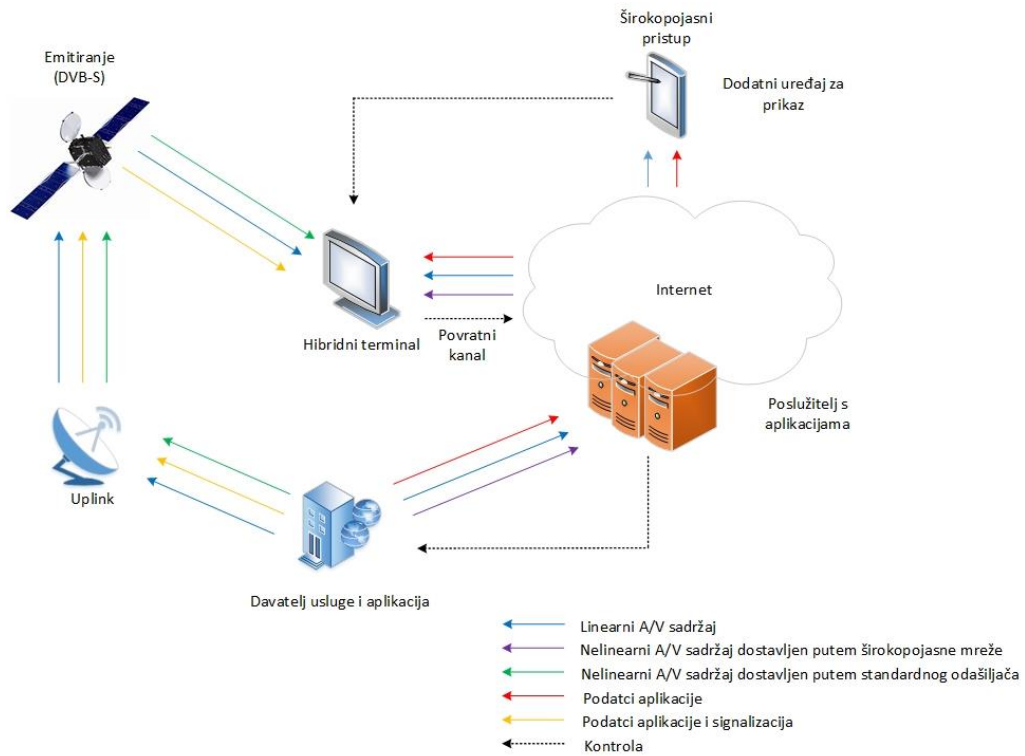 Širokopojasni
pristup
Emitiranje
(DVB-S)
Dodatni uređaj za
prikaz
Internet
Hibridni terminal
Povratni
kanal
Poslužitelj s
aplikacijama
Uplink
Davatelj usluge i aplikacija
Linearni A/V sadržaj
Nelinearni A/V sadržaj dostavljen putem širokopojasne mreže
Nelinearni A/V sadržaj dostavljen putem standardnog odašiljača
Podatci aplikacije
Podatci aplikacije i signalizacija
Kontrola